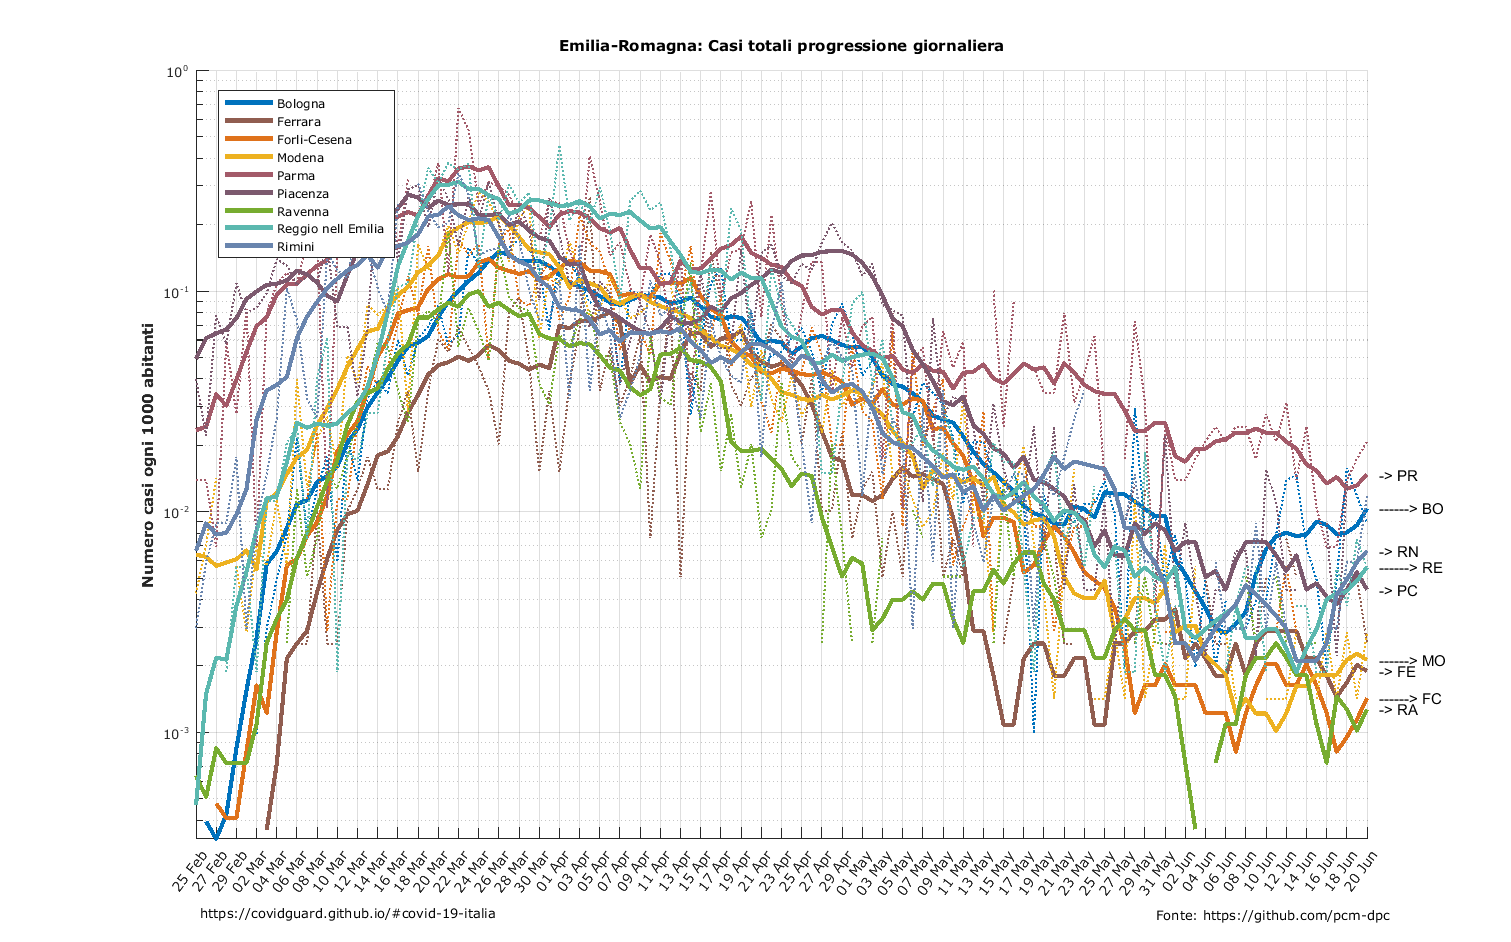 Emilia-Romagna: Casi totali progressione giornaliera
Numero casi ogni 1000 abitanti
10^0
10^-1
10^-2
10^-3
Bologna
Ferrara
Forli-Cesena
Modena
Parma
Piacenza
Ravenna
Reggio nell Emilia
Rimini
-> PR
------> BO
-> RN
------> RE
-> PC
------> MO
-> FE
------> FC
-> RA
25 Feb
27 Feb
29 Feb
02 Mar
04 Mar
06 Mar
08 Mar
10 Mar
12 Mar
14 Mar
16 Mar
18 Mar
20 Mar
22 Mar
24 Mar
26 Mar
28 Mar
30 Mar
01 Apr
03 Apr
05 Apr
07 Apr
09 Apr
11 Apr
13 Apr
15 Apr
17 Apr
19 Apr
21 Apr
23 Apr
25 Apr
27 Apr
29 Apr
01 May
03 May
05 May
07 May
09 May
11 May
13 May
15 May
17 May
19 May
21 May
23 May
25 May
27 May
29 May
31 May
02 Jun
04 Jun
06 Jun
08 Jun
10 Jun
12 Jun
14 Jun
16 Jun
18 Jun
20 Jun
https://covidguard.github.io/#covid-19-italia
Fonte: https://github.com/pcm-dpc